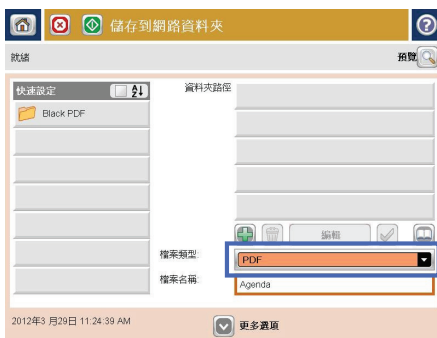 儲存到網路資料夾
就緒
預覽
快速設定
資料夾路徑
Black PDF
編輯
檔案類型:
PDF
檔案名稱:
Agenda
2012年3 月29日 11:24:39 AM
更多選項